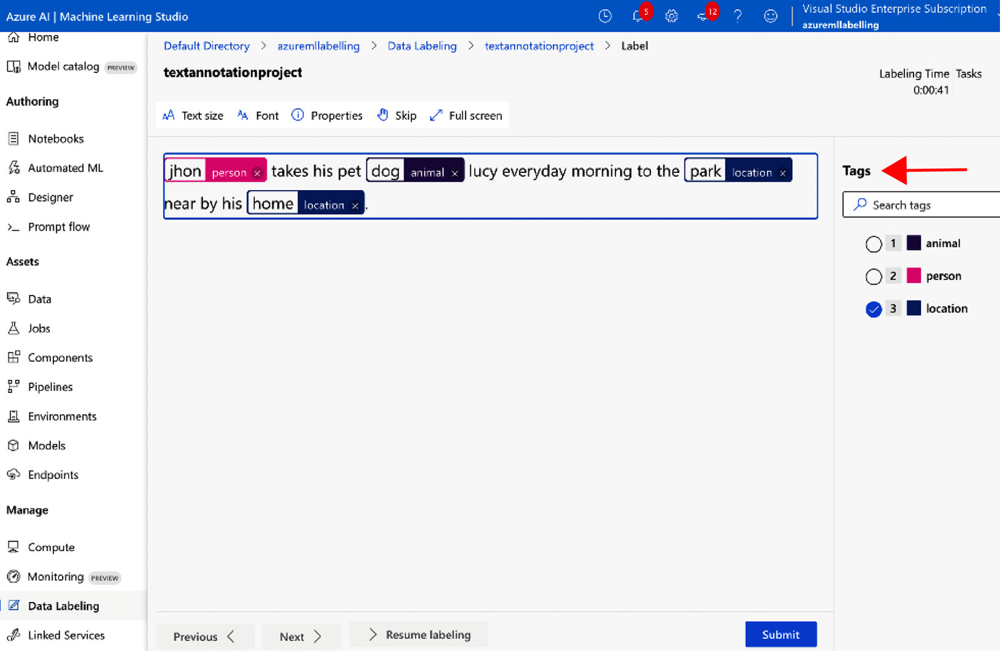 Azure AI | Machine Learning Studio
5
12
?
Visual Studio Enterprise Subscription
azuremllabelling
Home
Model catalog PREVIEW
Authoring
Notebooks
Automated ML
Designer
Prompt flow
Assets
Data
Jobs
Components
Pipelines
Environments
Models
Endpoints
Manage
Compute
Monitoring PREVIEW
Data Labeling
Linked Services
Default Directory > azuremllabelling > Data Labeling > textannotationproject > Label
textannotationproject
Labeling Time Tasks
0:00:41
Text size Font Properties Skip Full screen
jhon person × takes his pet dog animal × lucy everyday morning to the park location ×
near by his home location × .
Tags
Search tags
1 animal
2 person
3 location
Previous < Next > > Resume labeling Submit